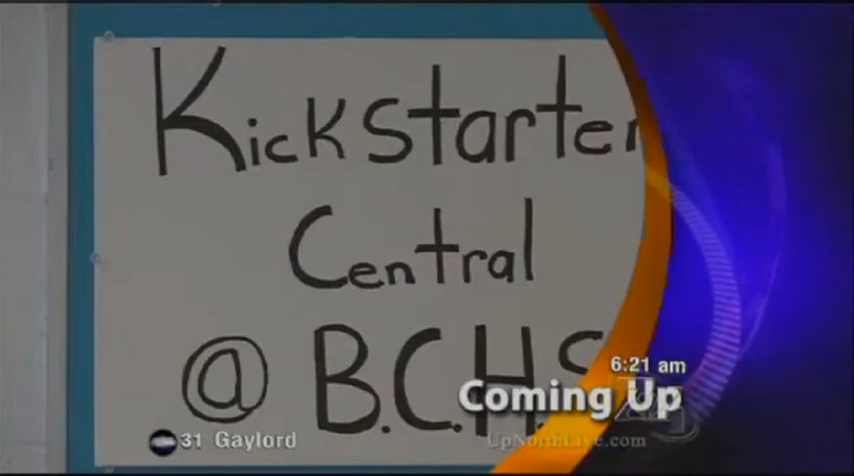 Kickstarter
Central
@ B.C.H.S
6:21 am
Coming Up
31 Gaylord
UpNorthLive.com